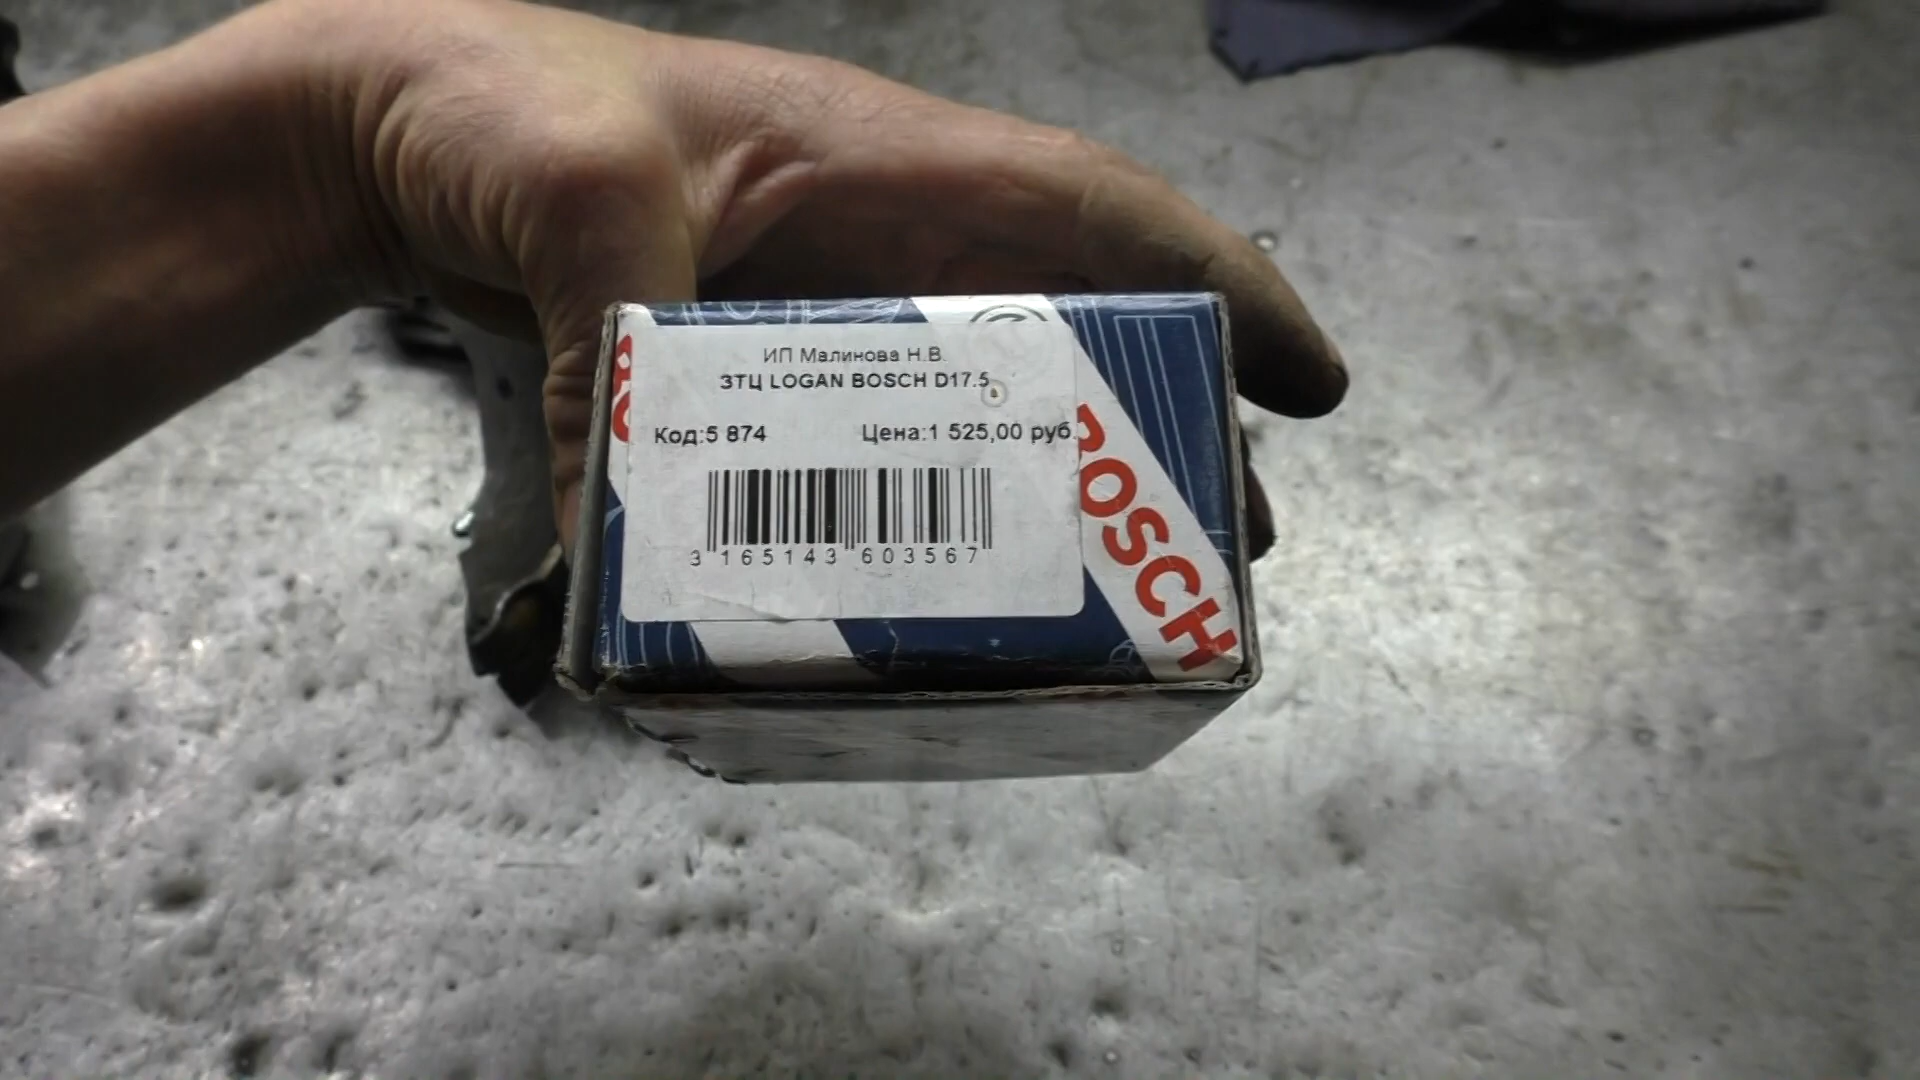 ИП Малинова Н.В.
ЗТЦ LOGAN BOSCH D17.5
Код:5 874 Цена:1 525,00 руб.
3 165143 603567
BOSCH